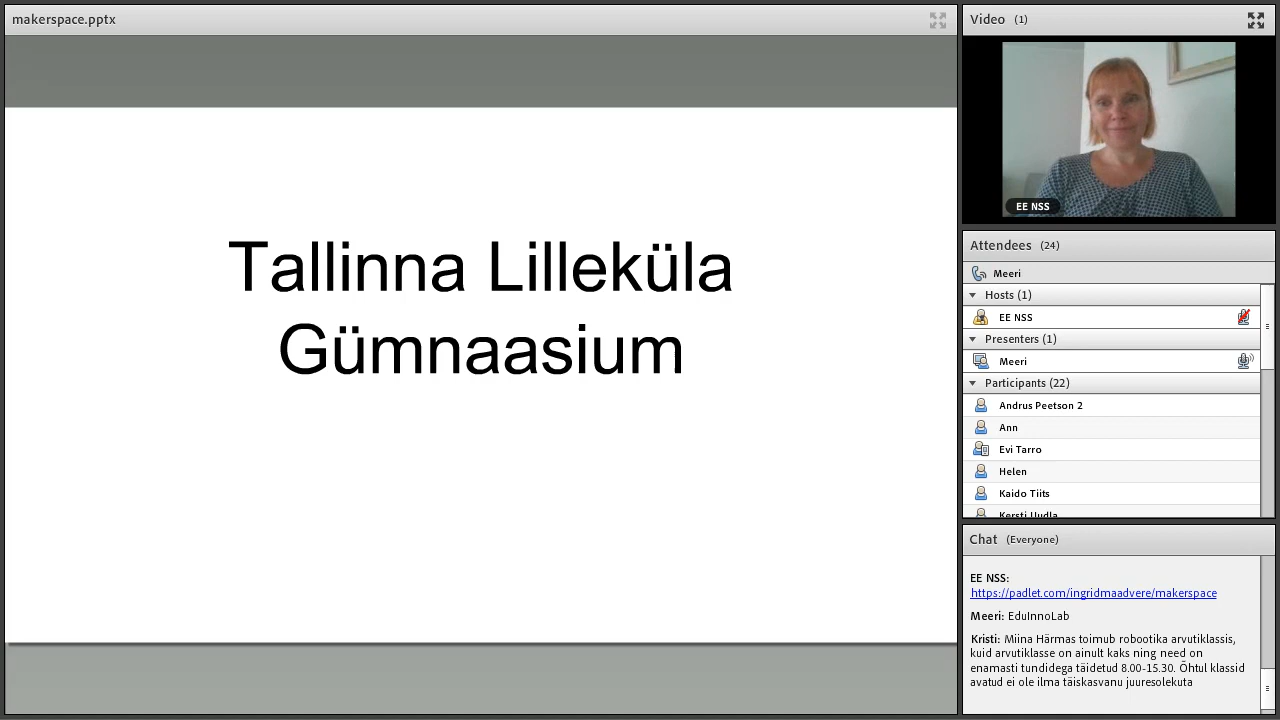 makerspace.pptx
Tallinna Lilleküla
Gümnaasium
Video (1)
EE NSS
Attendees (24)
Meeri
Hosts (1)
EE NSS
Presenters (1)
Meeri
Participants (22)
Andrus Peetson 2
Ann
Evi Tarro
Helen
Kaido Tiits
Kersti Uudla
Chat (Everyone)
EE NSS:
https://padlet.com/ingridmaadvere/makerspace
Meeri: EduInnoLab
Kristi: Miina Härmas toimub robootika arvutiklassis,
kuid arvutiklasse on ainult kaks ning need on
enamasti tundidega täidetud 8.00-15.30. Õhtul klassid
avatud ei ole ilma täiskasvanu juuresolekuta